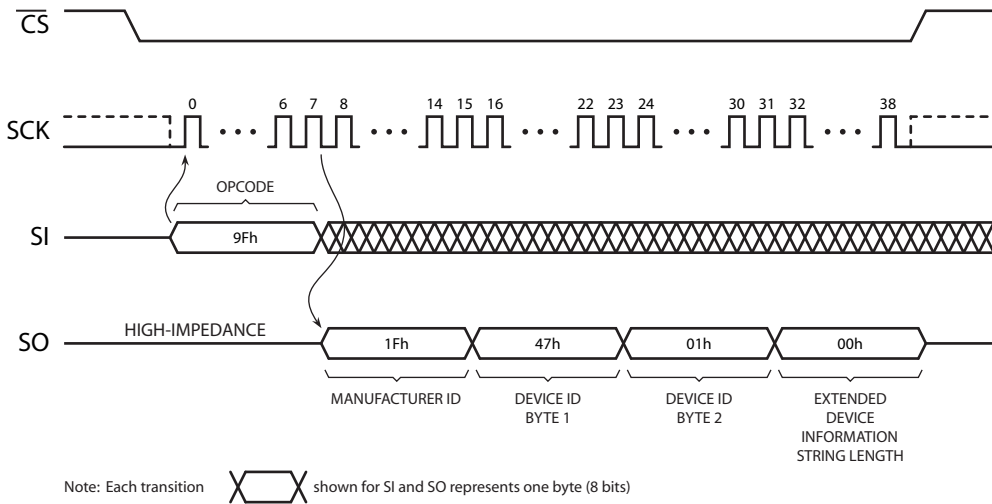 CS
0 6 7 8 14 15 16 22 23 24 30 31 32 38
SCK
OPCODE
SI 9Fh
HIGH-IMPEDANCE
SO 1Fh 47h 01h 00h
MANUFACTURER ID DEVICE ID DEVICE ID EXTENDED
BYTE 1 BYTE 2 DEVICE
INFORMATION
STRING LENGTH
Note: Each transition shown for SI and SO represents one byte (8 bits)